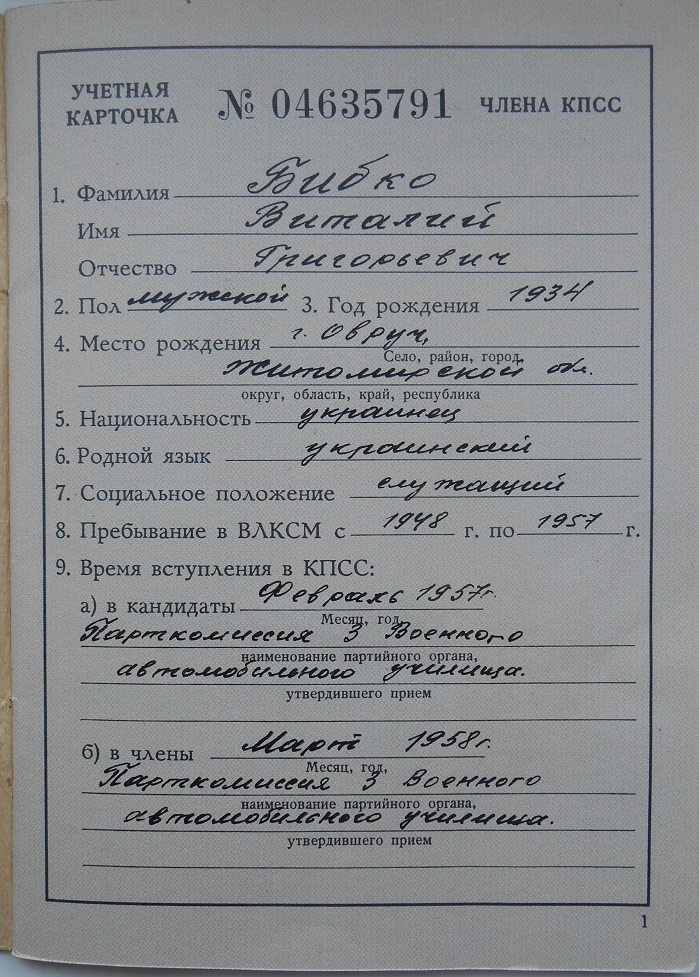 УЧЕТНАЯ КАРТОЧКА № 04635791 ЧЛЕНА КПСС
1. Фамилия Бибко
Имя Виталий
Отчество Григорьевич
2. Пол мужской 3. Год рождения 1934
4. Место рождения г. Овруч,
Село, район, город,
Житомирской обл.
округ, область, край, республика
5. Национальность украинец
6. Родной язык украинский
7. Социальное положение служащий
8. Пребывание в ВЛКСМ с 1948 г. по 1957 г.
9. Время вступления в КПСС:
а) в кандидаты Февраль 1957г.
Месяц, год,
Парткомиссия 3 Военного
наименование партийного органа,
автомобильного училища.
утвердившего прием
б) в члены Март 1958г.
Месяц, год,
Парткомиссия 3 Военного
наименование партийного органа,
автомобильного училища.
утвердившего прием
1